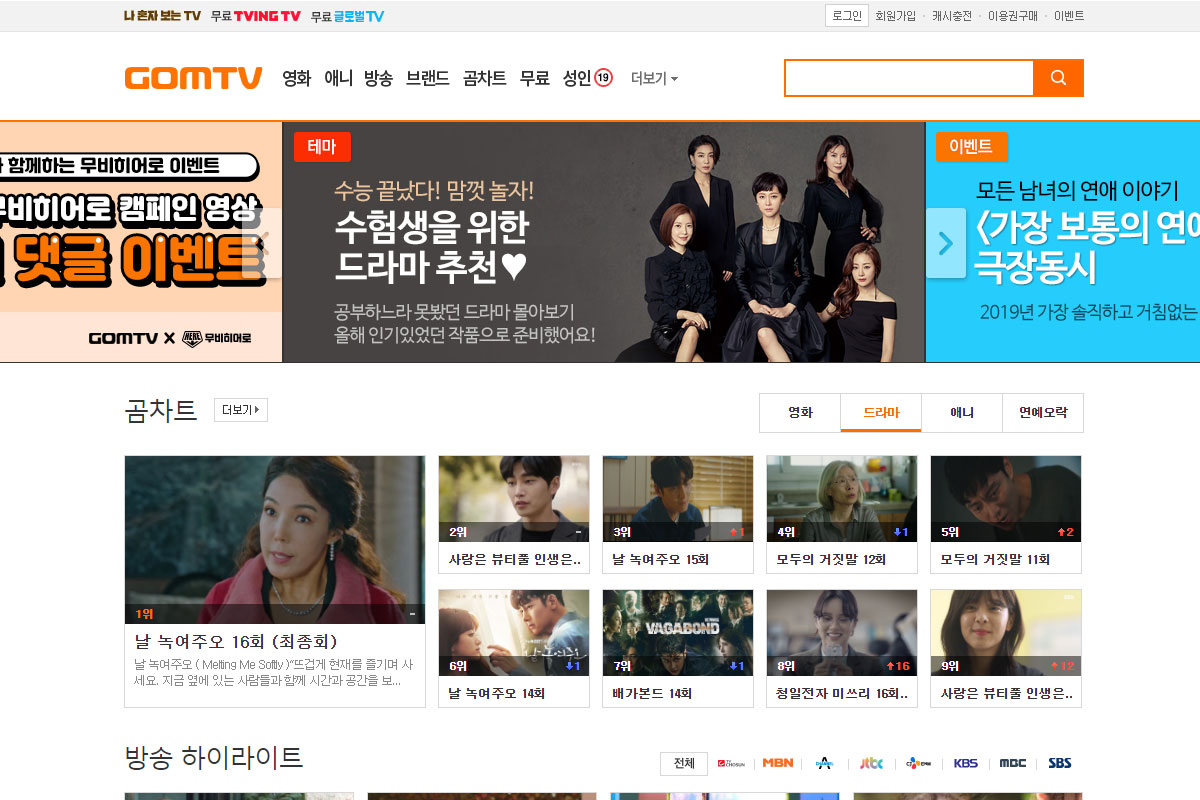 나 혼자 보는 TV 무료 TVING TV 무료 글로벌TV
로그인 회원가입 · 캐시충전 · 이용권구매 · 이벤트
GOMTV 영화 애니 방송 브랜드 곰차트 무료 성인 19 더보기
함께하는 무비히어로 이벤트
무비히어로 캠페인 영상
댓글 이벤트
GOMTV X HERO 무비히어로
테마
수능 끝났다! 맘껏 놀자!
수험생을 위한
드라마 추천♥
공부하느라 못봤던 드라마 몰아보기
올해 인기있었던 작품으로 준비했어요!
이벤트
모든 남녀의 연애 이야기
〈가장 보통의 연애
극장동시
2019년 가장 솔직하고 거침없는
곰차트 더보기
영화 드라마 애니 연예오락
1위 -
날 녹여주오 16회 (최종회)
날 녹여주오 ( Melting Me Softly )“뜨겁게 현재를 즐기며 사
세요. 지금 옆에 있는 사람들과 함께 시간과 공간을 보...
2위 -
사랑은 뷰티풀 인생은..
3위 1
날 녹여주오 15회
4위 1
모두의 거짓말 12회
5위 2
모두의 거짓말 11회
날 녹여주오
6위 1
날 녹여주오 14회
VAGABOND
7위 1
배가본드 14회
8위 16
청일전자 미쓰리 16회..
9위 12
사랑은 뷰티풀 인생은..
방송 하이라이트
전체 TV CHOSUN MBN CHANNEL A JTBC CJ ENM KBS MBC SBS